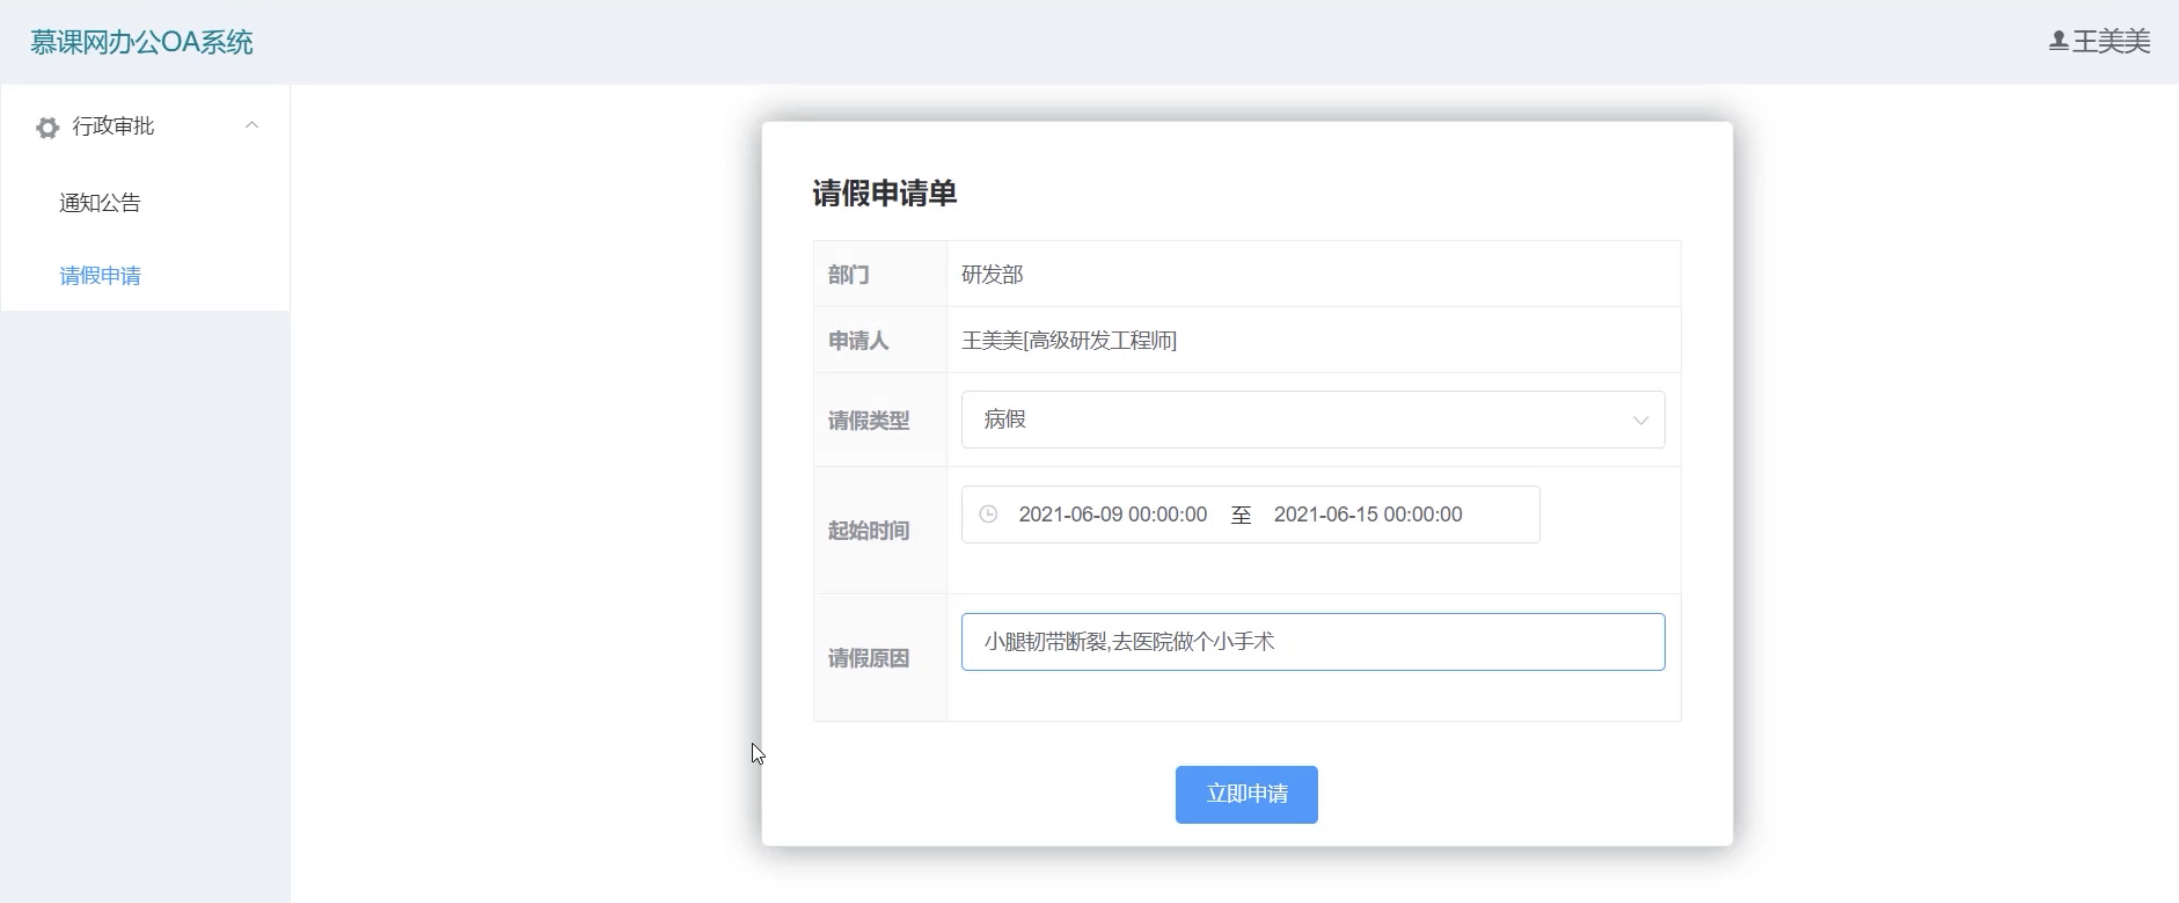 慕课网办公OA系统
王美美
行政审批
通知公告
请假申请
请假申请单
部门
研发部
申请人
王美美[高级研发工程师]
请假类型
病假
起始时间
2021-06-09 00:00:00 至 2021-06-15 00:00:00
请假原因
小腿韧带断裂,去医院做个小手术
立即申请